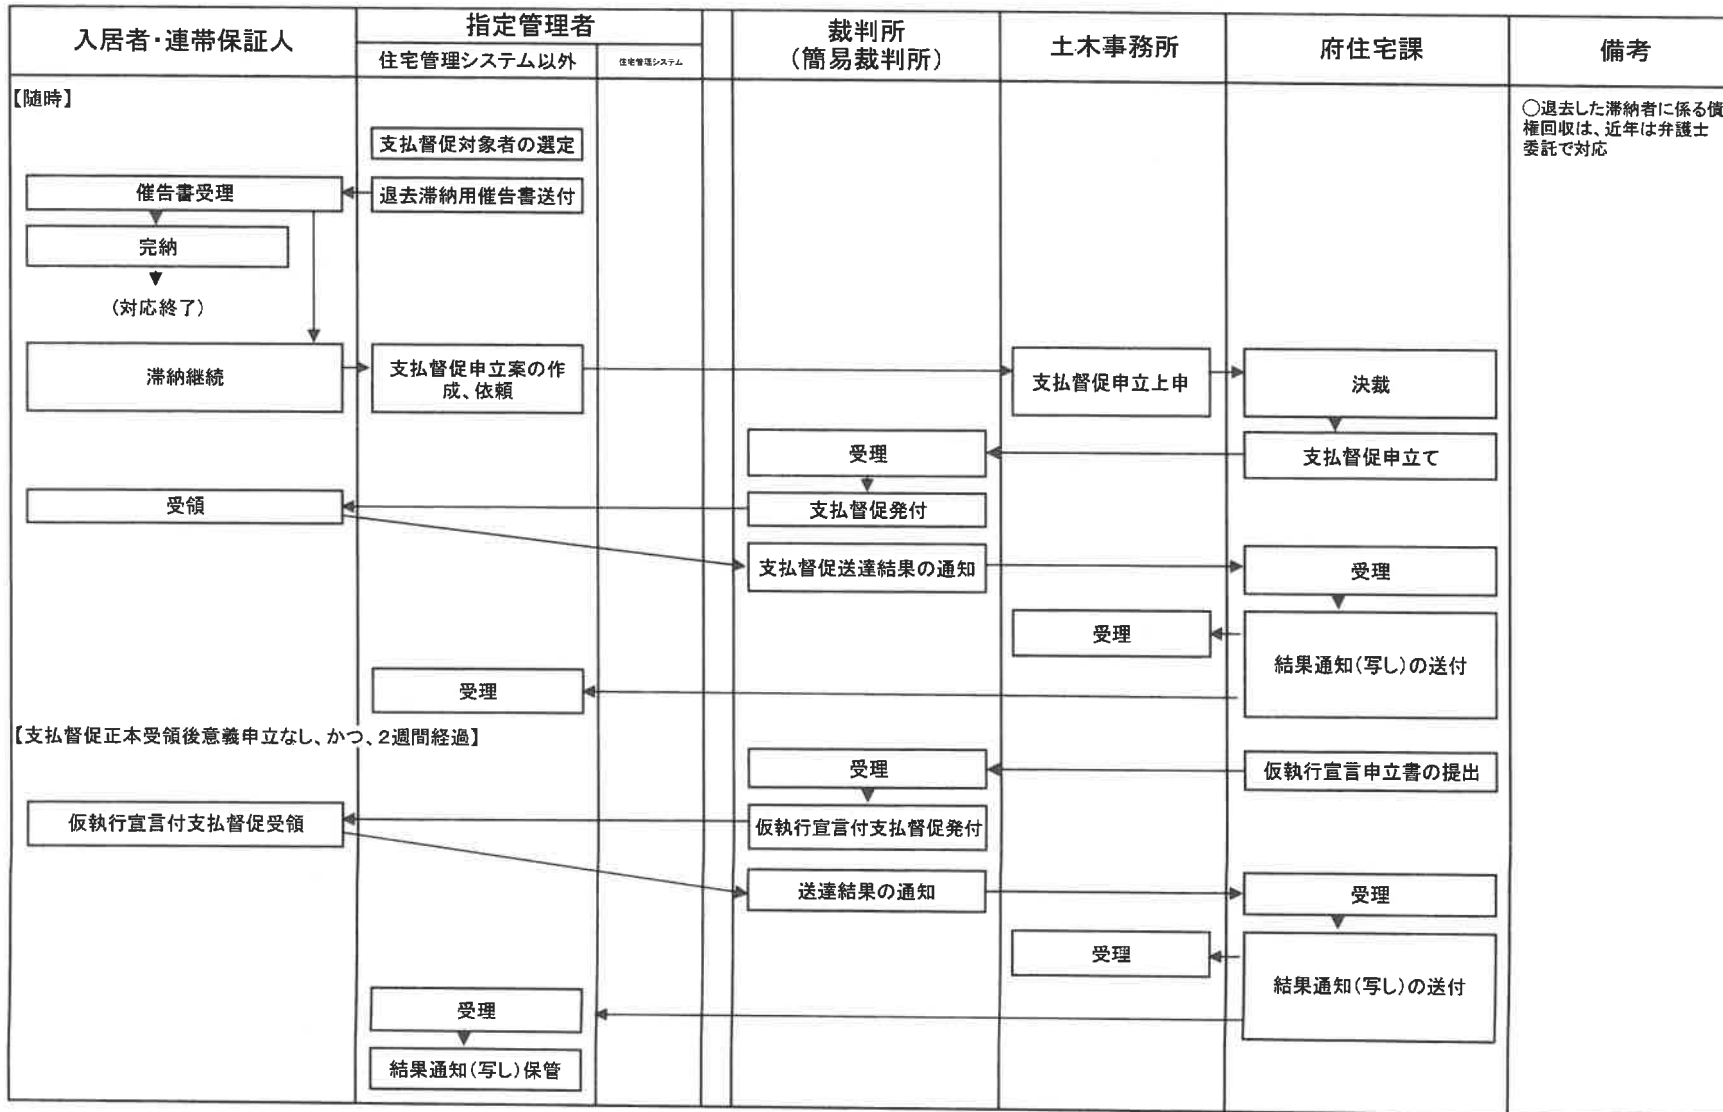 入居者・連帯保証人
指定管理者
住宅管理システム以外
住宅管理システム
裁判所
(簡易裁判所)
土木事務所
府住宅課
備考
【随時】
○退去した滞納者に係る債
権回収は、近年は弁護士
委託で対応
支払督促対象者の選定
催告書受理
退去滞納用催告書送付
完納
(対応終了)
滞納継続
支払督促申立案の作
成、依頼
支払督促申立上申
決裁
受理
支払督促申立て
受領
支払督促発付
支払督促送達結果の通知
受理
受理
結果通知(写し)の送付
受理
【支払督促正本受領後意義申立なし、かつ、2週間経過】
受理
仮執行宣言申立書の提出
仮執行宣言付支払督促受領
仮執行宣言付支払督促発付
送達結果の通知
受理
受理
結果通知(写し)の送付
受理
結果通知(写し)保管